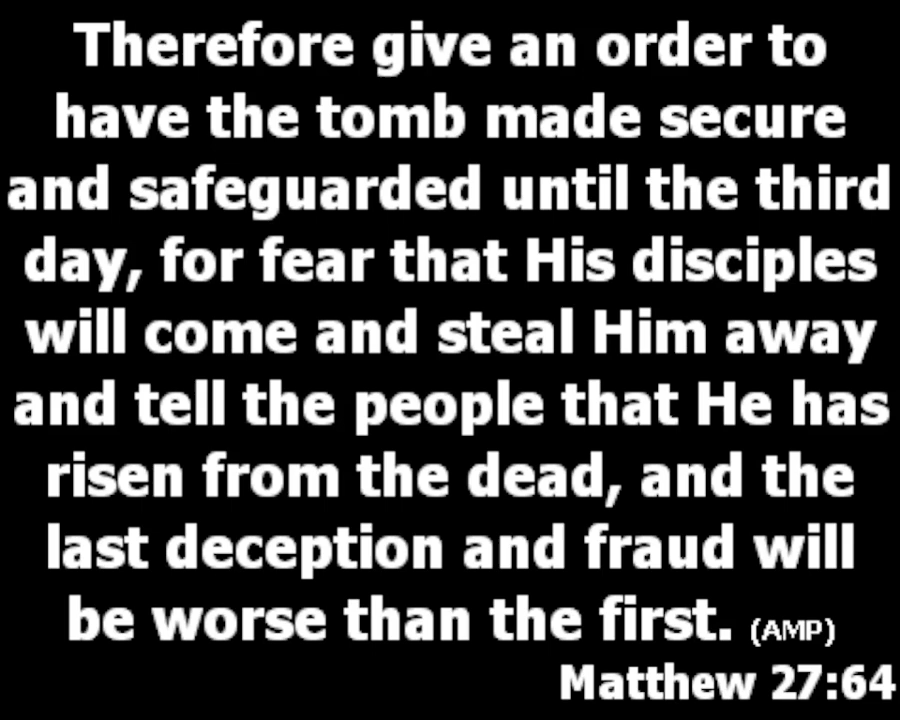 Therefore give an order to
have the tomb made secure
and safeguarded until the third
day, for fear that His disciples
will come and steal Him away
and tell the people that He has
risen from the dead, and the
last deception and fraud will
be worse than the first. (AMP)
Matthew 27:64